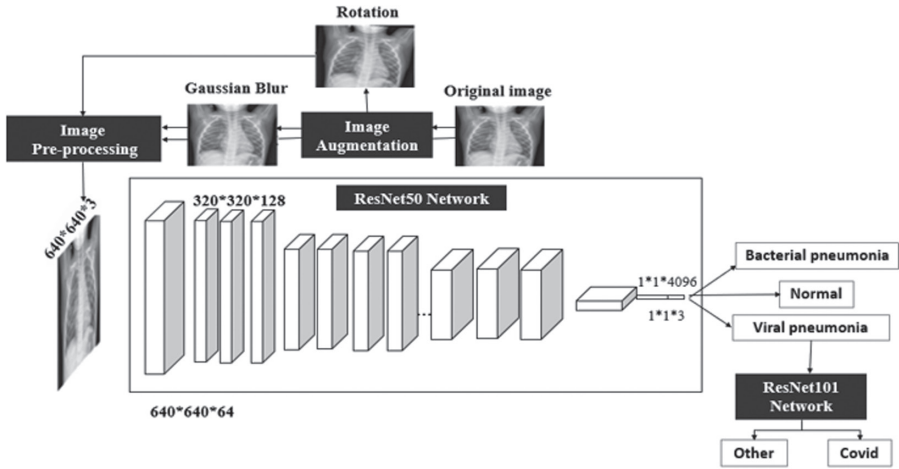 Rotation
Gaussian Blur
Original image
Image
Pre-processing
Image
Augmentation
640*640*3
320*320*128
ResNet50 Network
1*1*4096
1*1*3
640*640*64
Bacterial pneumonia
Normal
Viral pneumonia
ResNet101
Network
Other
Covid